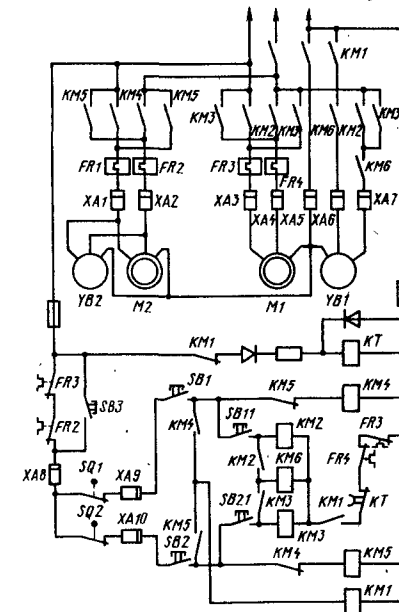 KM1
KM5 KM4 KM5 KM3 KM2 KM3 KM6 KM2 KM3
KM6
FR1 FR2 FR3 FR4
XA1 XA2 XA3 XA4 XA5 XA6 XA7
YB2 M2 M1 YB1
KM1 KT
FR3 SB3 SB1 KM5 KM4
FR2 KM4 SB11 KM2 FR3
KM2 KM6 FR4
XA8 SQ1 XA9 KM3 KM1 KT
SQ2 XA10 KM5 SB21 KM3
SB2 KM4 KM5
KM1